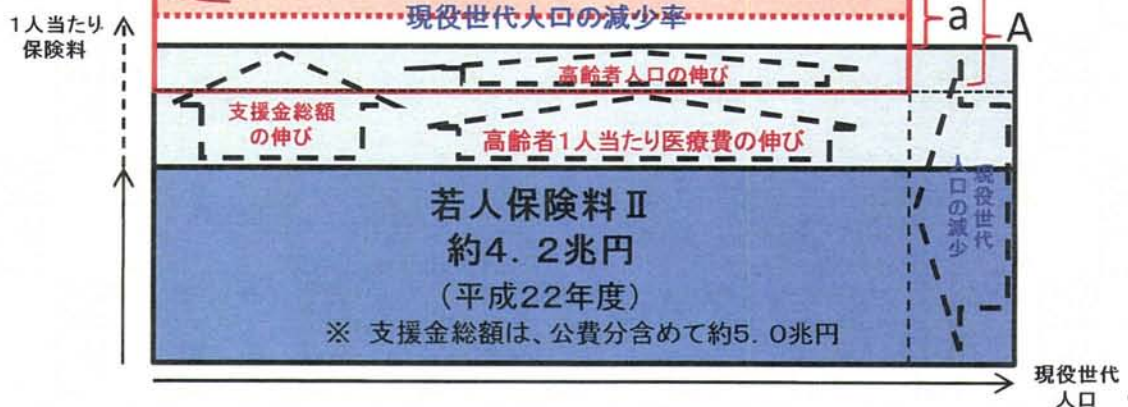 現役世代人口の減少率
1人当たり
保険料
a
A
高齢者人口の伸び
支援金総額
の伸び
高齢者1人当たり医療費の伸び
現役世代
人口の減少
若人保険料Ⅱ
約4.2兆円
(平成22年度)
※ 支援金総額は、公費分含めて約5.0兆円
現役世代
人口